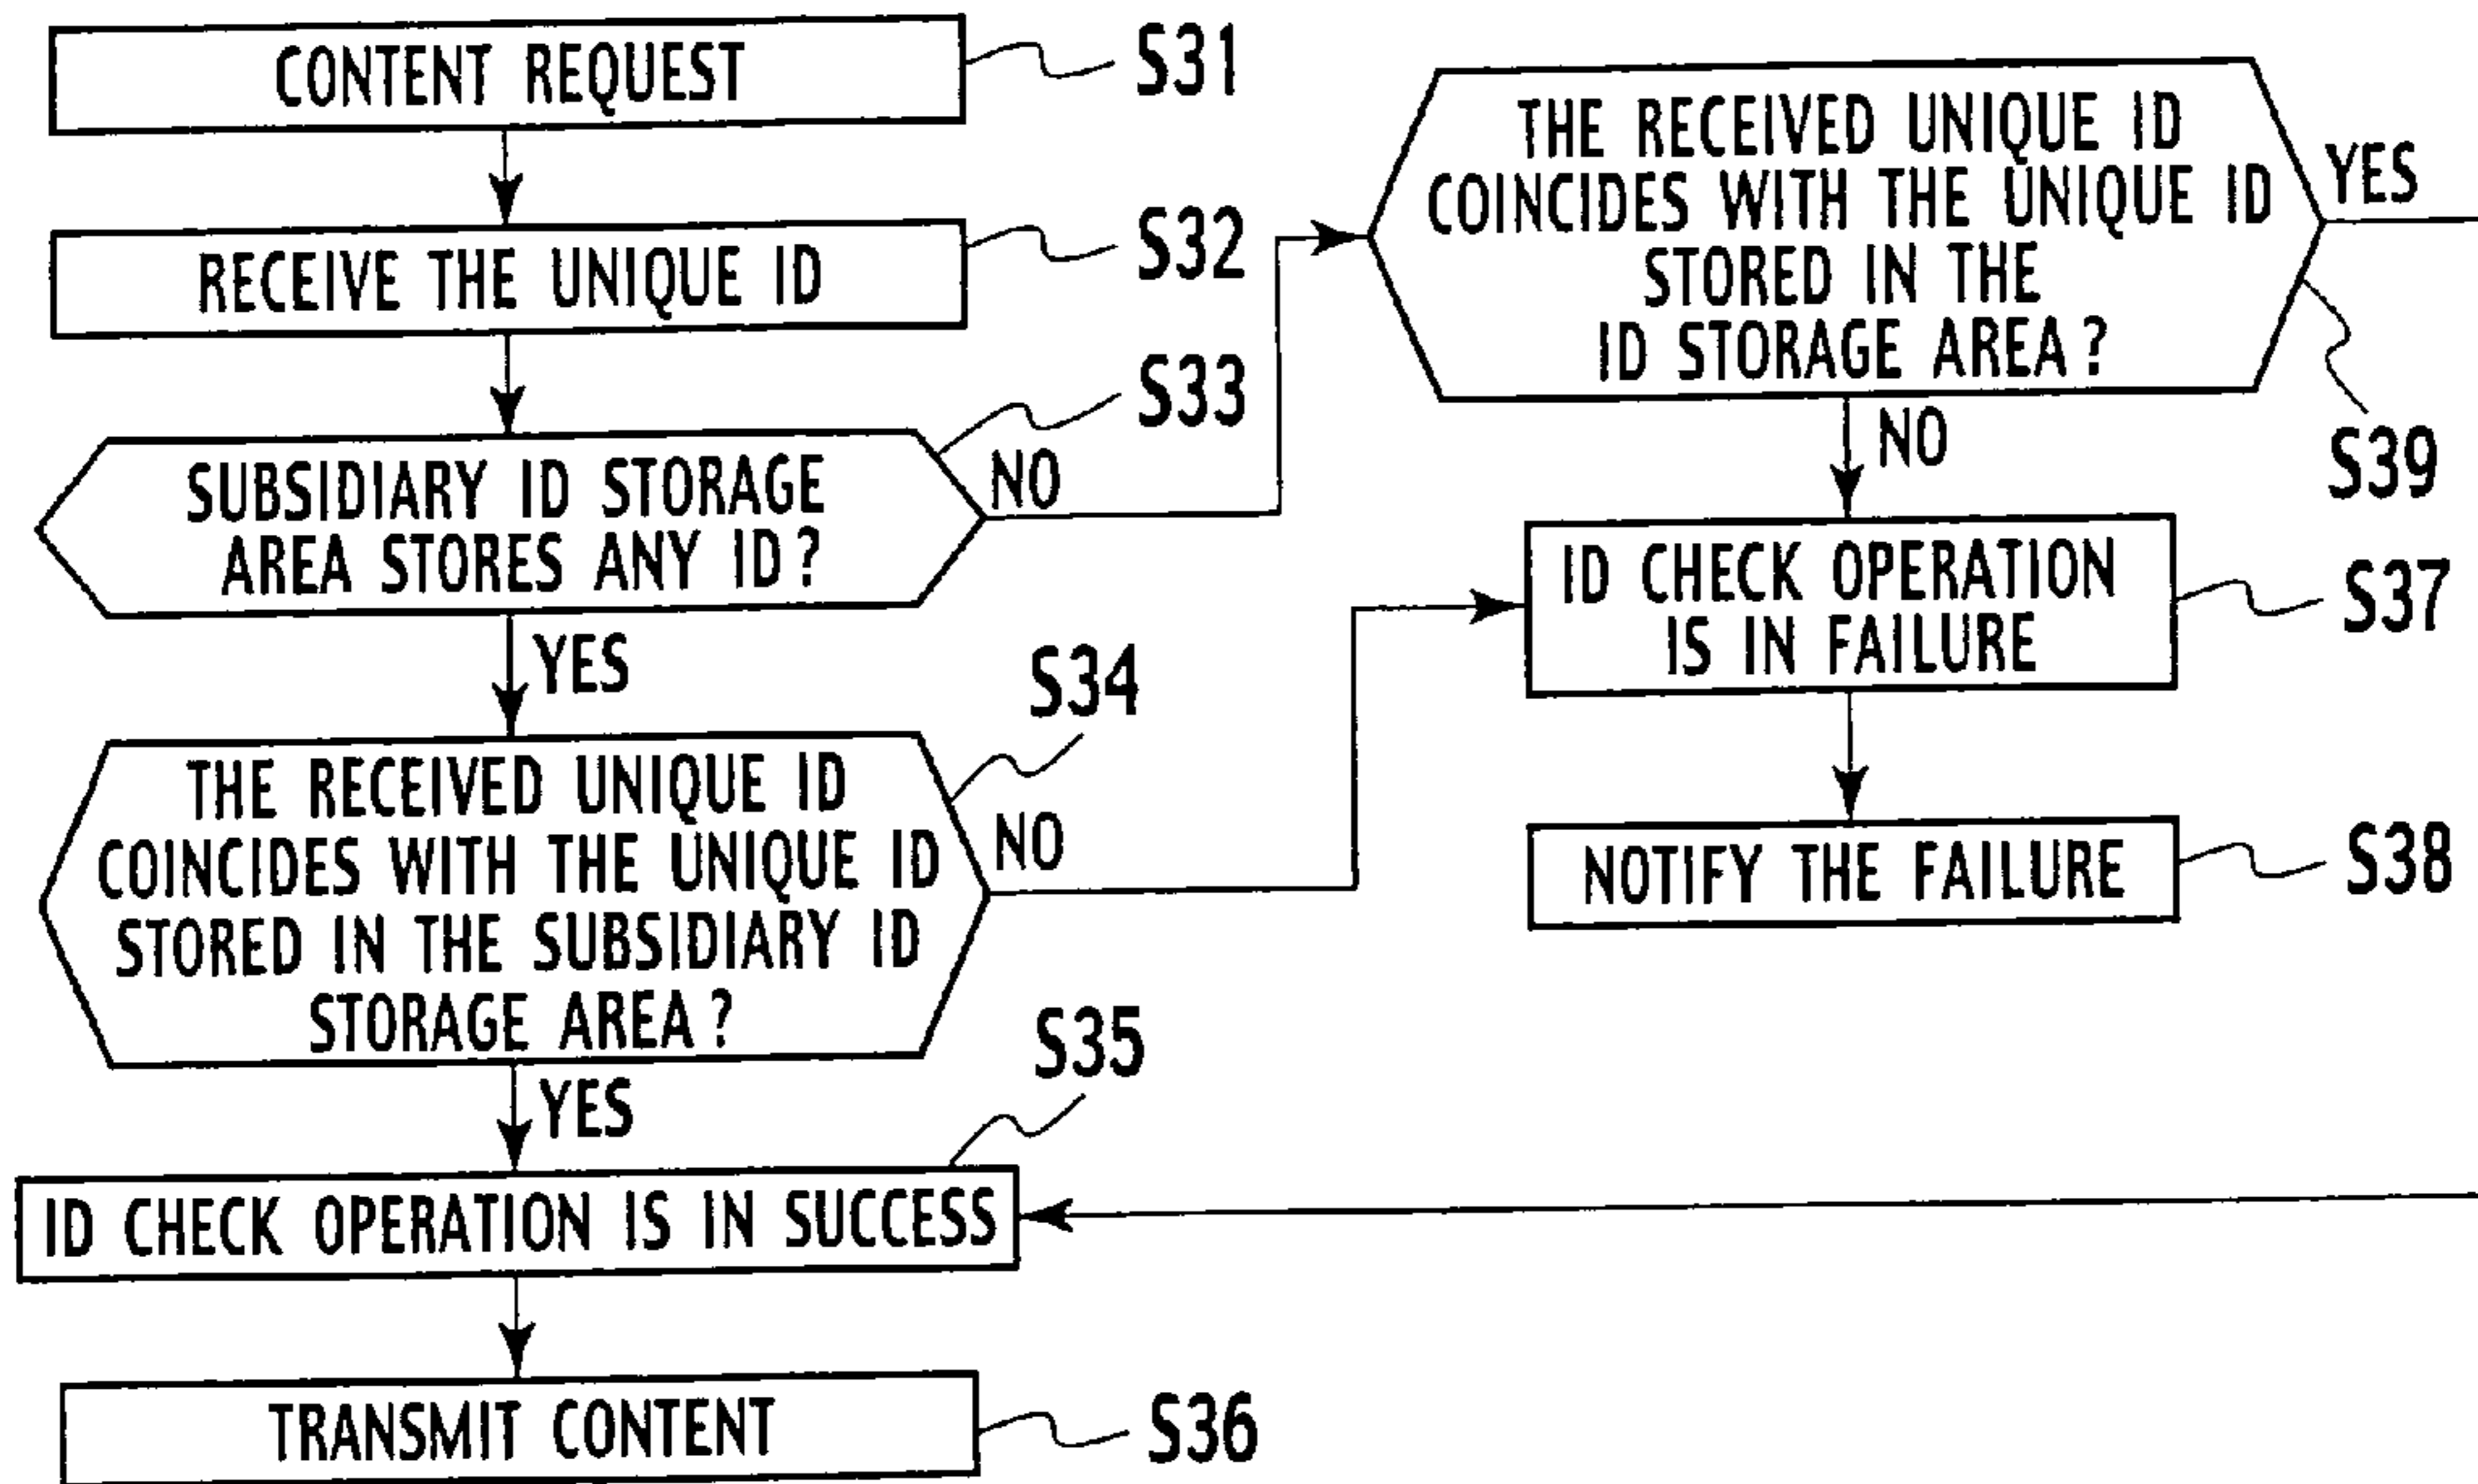 CONTENT REQUEST
S31
RECEIVE THE UNIQUE ID
S32
SUBSIDIARY ID STORAGE
AREA STORES ANY ID?
S33
NO
YES
THE RECEIVED UNIQUE ID
COINCIDES WITH THE UNIQUE ID
STORED IN THE SUBSIDIARY ID
STORAGE AREA?
S34
NO
YES
ID CHECK OPERATION IS IN SUCCESS
S35
TRANSMIT CONTENT
S36
THE RECEIVED UNIQUE ID
COINCIDES WITH THE UNIQUE ID
STORED IN THE
ID STORAGE AREA?
YES
S39
NO
ID CHECK OPERATION
IS IN FAILURE
S37
NOTIFY THE FAILURE
S38